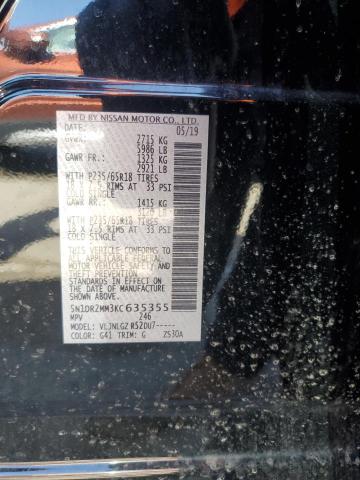 MFD BY NISSAN MOTOR CO., LTD.
DATE: 05/19
GVWR: 2715 KG
5986 LB
GAWR FR.: 1325 KG
2921 LB
WITH P235/65R18 TIRES
18 X 7.5 RIMS AT 33 PSI
COLD SINGLE
GAWR RR.: 1415 KG
LB
WITH P235/65R18 TIRES
18 X 7.5 RIMS AT 33 PSI
COLD SINGLE
THIS VEHICLE CONFORMS TO
ALL APPLICABLE FEDERAL
MOTOR VEHICLE SAFETY AND
THEFT PREVENTION
STANDARDS IN EFFECT ON THE
DATE OF MANUFACTURE
SHOWN ABOVE.
5N1DR2MM3KC635355
MPV 246
MODEL: VLJNLGZ R52DU7-----
COLOR: G41 TRIM: G ZS30A